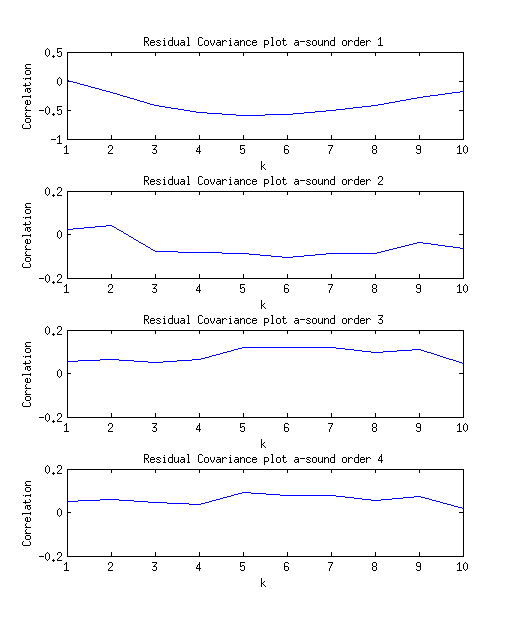 Residual Covariance plot a-sound order 1
0.5
0
-0.5
-1
Correlation
1 2 3 4 5 6 7 8 9 10
k
Residual Covariance plot a-sound order 2
0.2
0
-0.2
Correlation
1 2 3 4 5 6 7 8 9 10
k
Residual Covariance plot a-sound order 3
0.2
0
-0.2
Correlation
1 2 3 4 5 6 7 8 9 10
k
Residual Covariance plot a-sound order 4
0.2
0
-0.2
Correlation
1 2 3 4 5 6 7 8 9 10
k